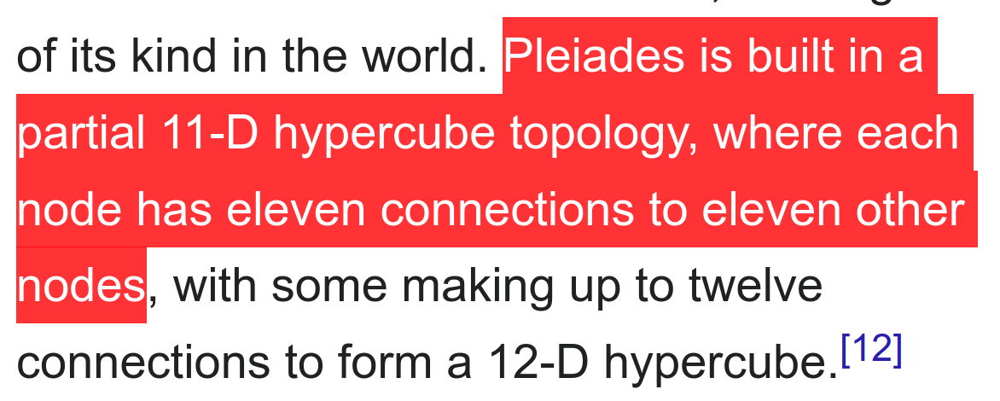 of its kind in the world. Pleiades is built in a
partial 11-D hypercube topology, where each
node has eleven connections to eleven other
nodes, with some making up to twelve
connections to form a 12-D hypercube.[12]